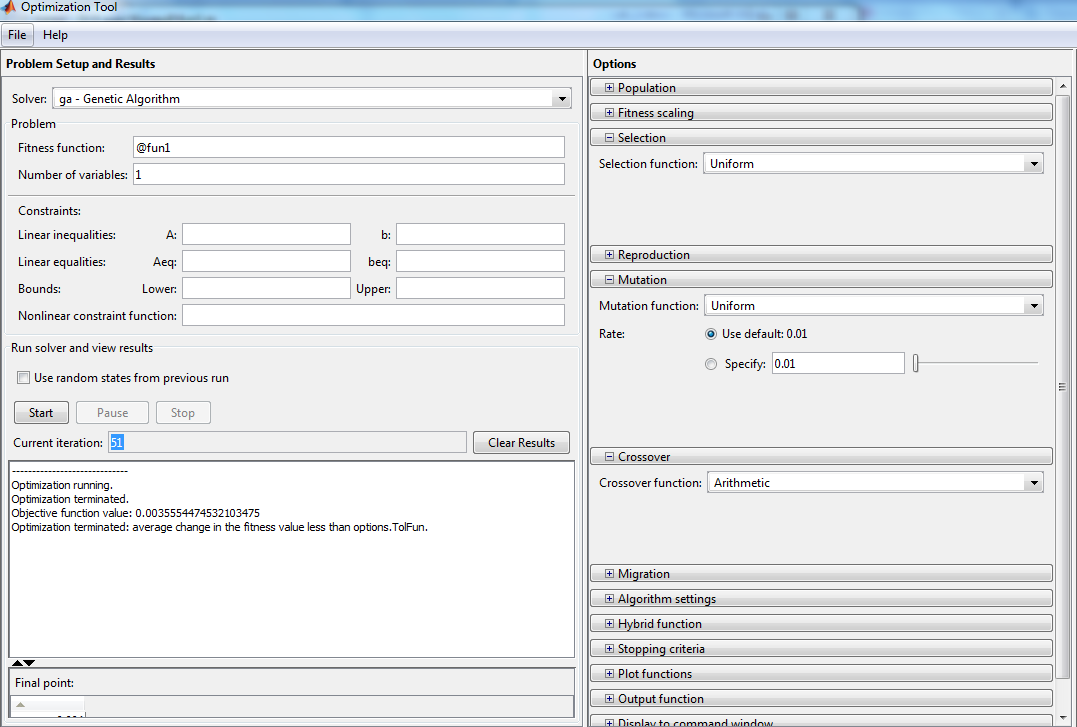 Optimization Tool
File Help
Problem Setup and Results
Solver: ga - Genetic Algorithm
Problem
Fitness function: @fun1
Number of variables: 1
Constraints:
Linear inequalities: A: b:
Linear equalities: Aeq: beq:
Bounds: Lower: Upper:
Nonlinear constraint function:
Run solver and view results
Use random states from previous run
Start Pause Stop
Current iteration: 51 Clear Results
------------------------------
Optimization running.
Optimization terminated.
Objective function value: 0.0035554474532103475
Optimization terminated: average change in the fitness value less than options.TolFun.
Final point:
Options
Population
Fitness scaling
Selection
Selection function: Uniform
Reproduction
Mutation
Mutation function: Uniform
Rate: Use default: 0.01
Specify: 0.01
Crossover
Crossover function: Arithmetic
Migration
Algorithm settings
Hybrid function
Stopping criteria
Plot functions
Output function
Display to command window